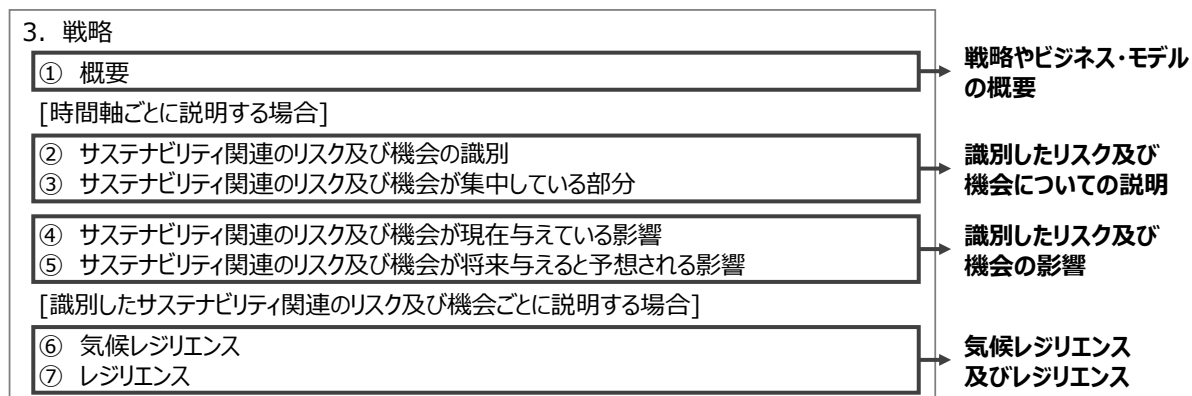 3．戦略
① 概要
戦略やビジネス・モデル
の概要
[時間軸ごとに説明する場合]
② サステナビリティ関連のリスク及び機会の識別
③ サステナビリティ関連のリスク及び機会が集中している部分
識別したリスク及び
機会についての説明
④ サステナビリティ関連のリスク及び機会が現在与えている影響
⑤ サステナビリティ関連のリスク及び機会が将来与えると予想される影響
識別したリスク及び
機会の影響
[識別したサステナビリティ関連のリスク及び機会ごとに説明する場合]
⑥ 気候レジリエンス
⑦ レジリエンス
気候レジリエンス
及びレジリエンス